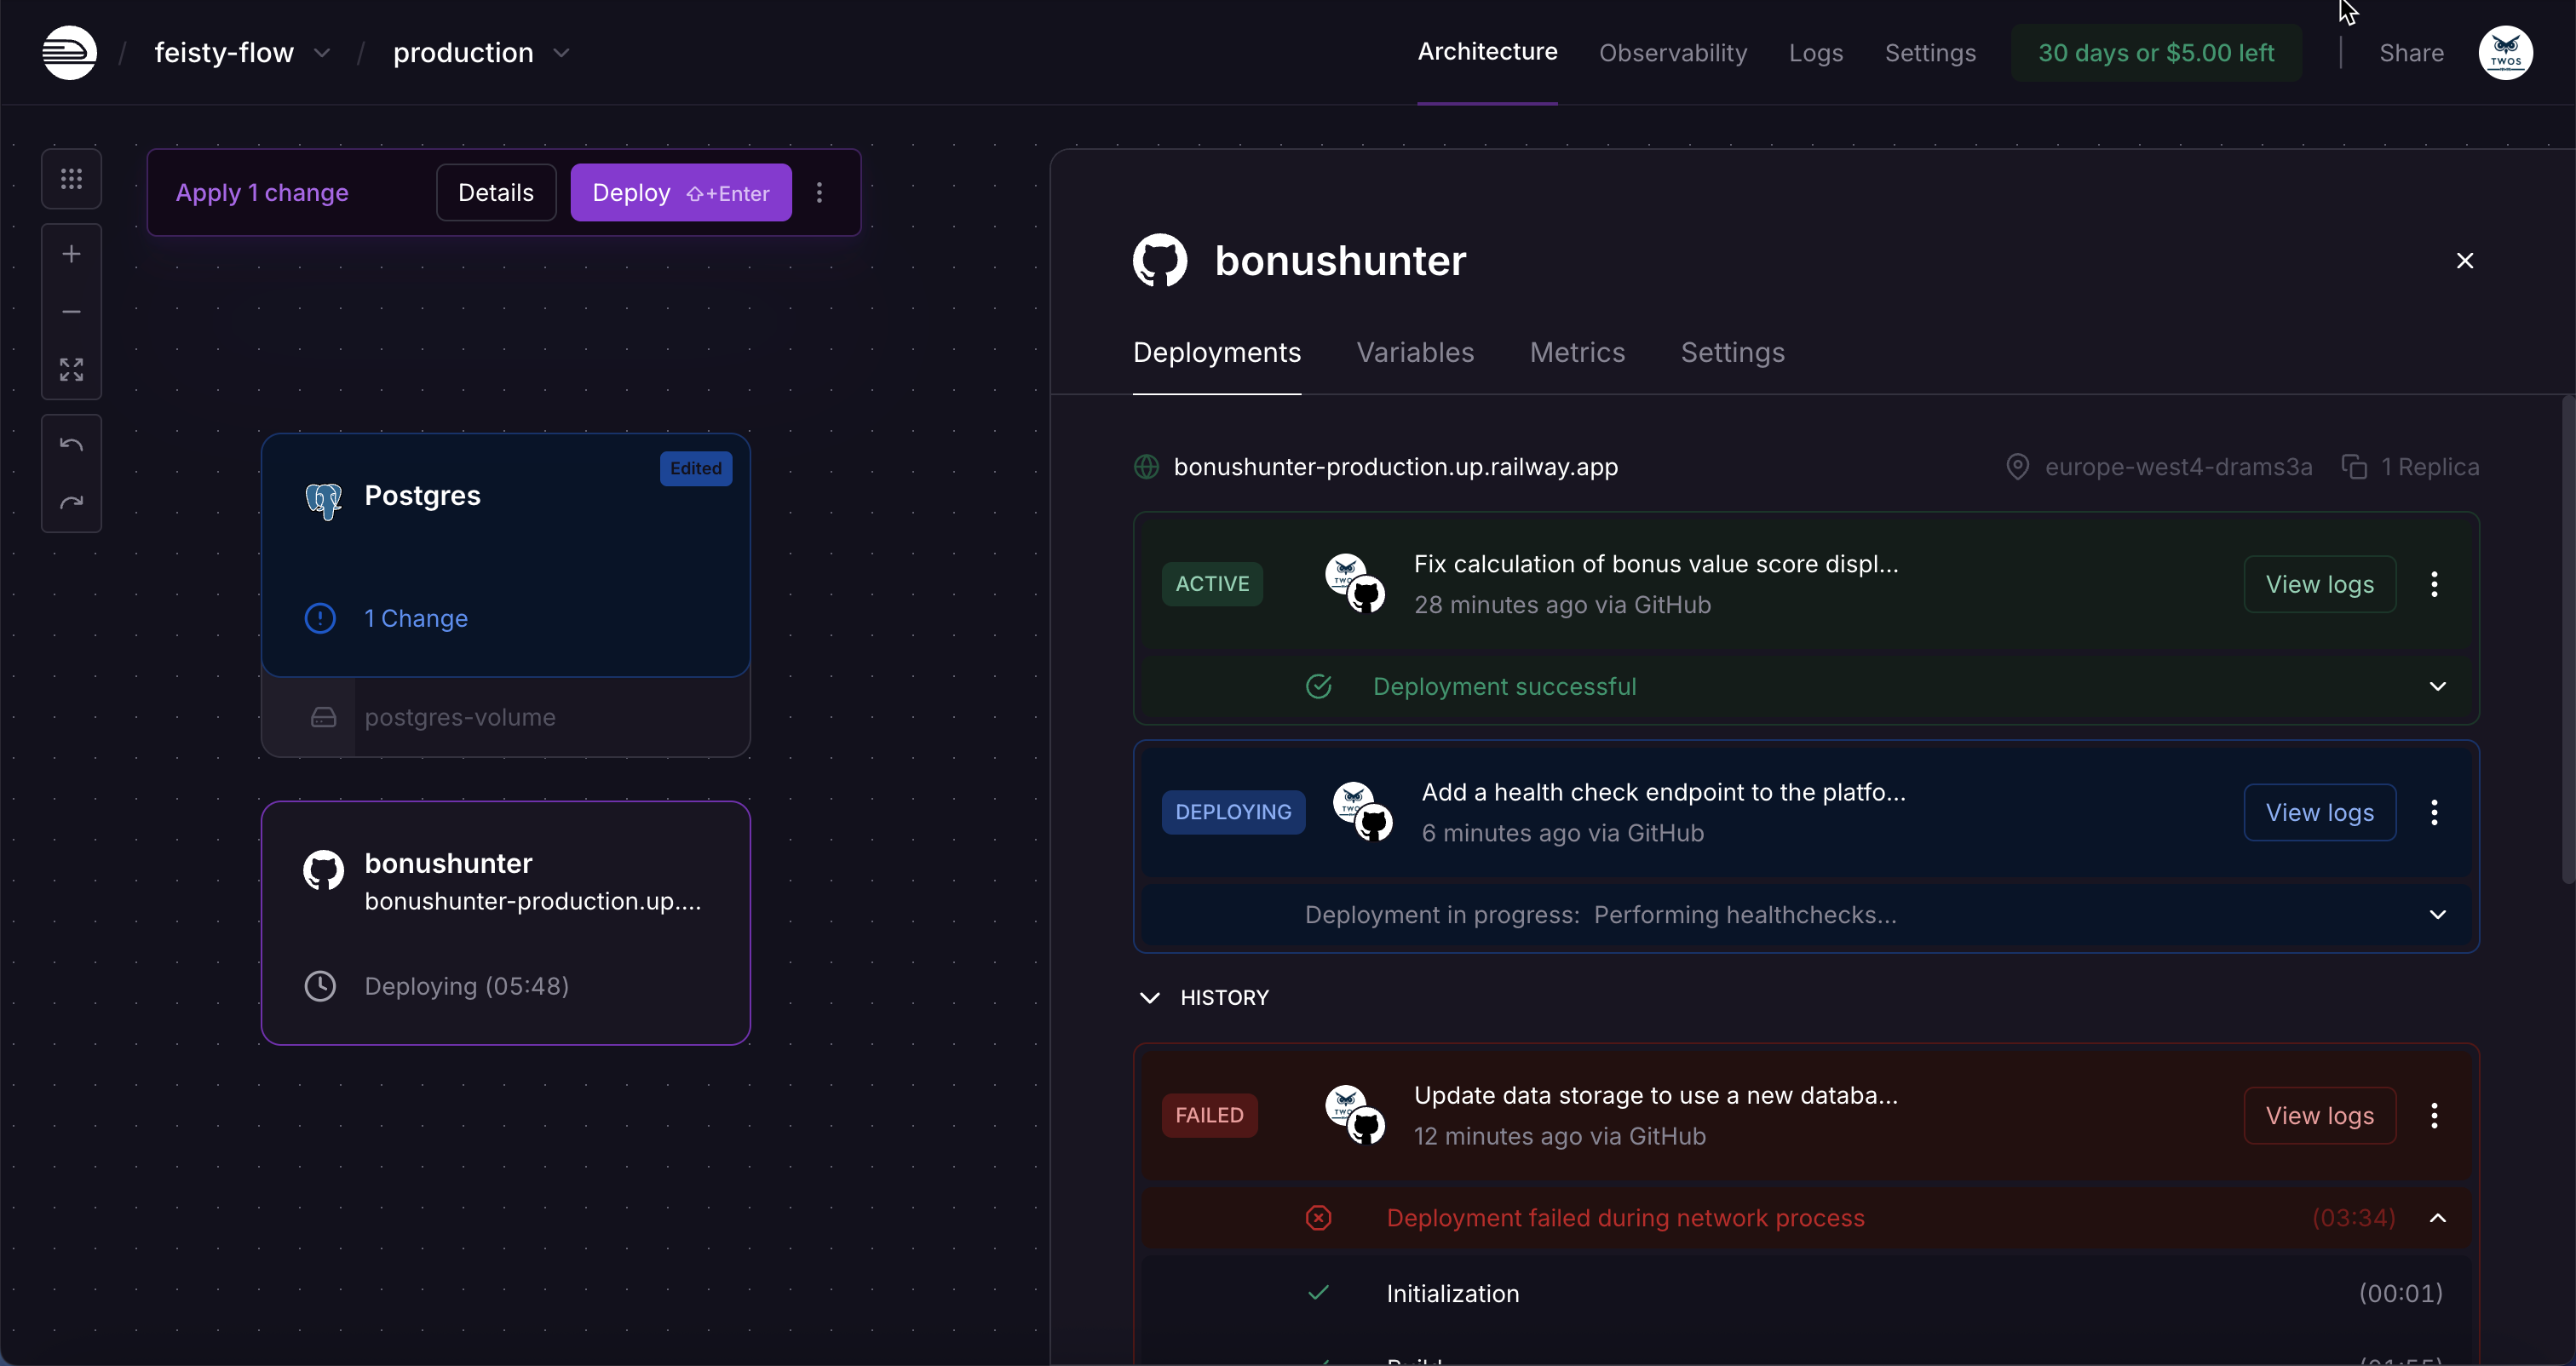 / feisty-flow / production
Architecture Observability Logs Settings 30 days or $5.00 left Share TWOS
Apply 1 change Details Deploy ⇧+Enter
Edited
Postgres
1 Change
postgres-volume
bonushunter
bonushunter-production.up....
Deploying (05:48)
bonushunter
Deployments Variables Metrics Settings
bonushunter-production.up.railway.app europe-west4-drams3a 1 Replica
ACTIVE
Fix calculation of bonus value score displ...
28 minutes ago via GitHub
View logs
Deployment successful
DEPLOYING
Add a health check endpoint to the platfo...
6 minutes ago via GitHub
View logs
Deployment in progress: Performing healthchecks...
HISTORY
FAILED
Update data storage to use a new databa...
12 minutes ago via GitHub
View logs
Deployment failed during network process (03:34)
Initialization (00:01)